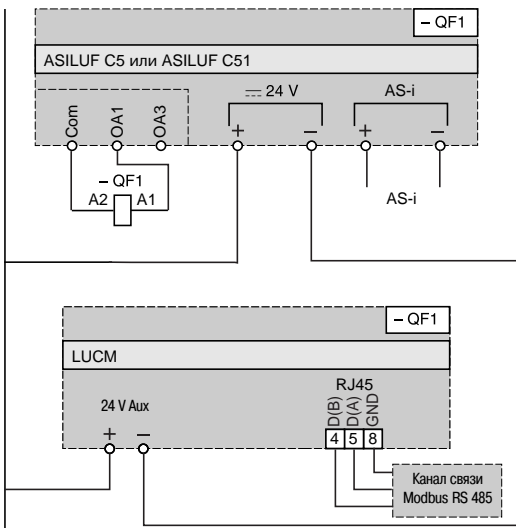 – QF1
ASILUF C5 или ASILUF C51
24 V
AS-i
Com
OA1
OA3
+
–
+
–
– QF1
A2
A1
AS-i
– QF1
LUCM
RJ45
24 V Aux
D(B)
D(A)
GND
+
–
4 5 8
Канал связи
Modbus RS 485